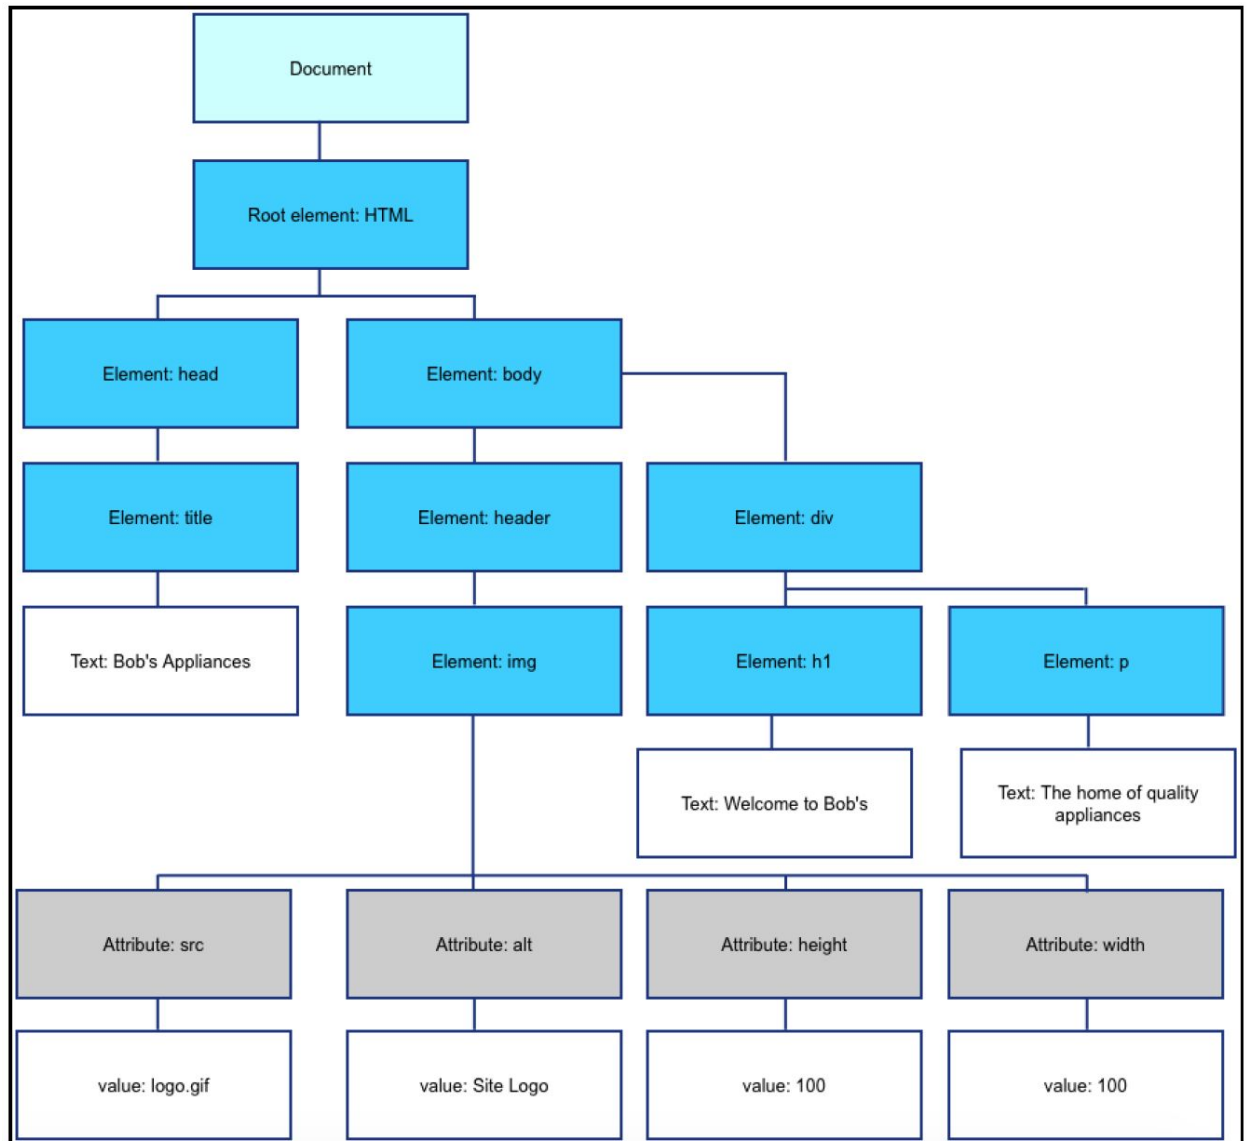 Document
Root element: HTML
Element: head
Element: body
Element: title
Element: header
Element: div
Text: Bob's Appliances
Element: img
Element: h1
Element: p
Text: Welcome to Bob's
Text: The home of quality
appliances
Attribute: src
Attribute: alt
Attribute: height
Attribute: width
value: logo.gif
value: Site Logo
value: 100
value: 100